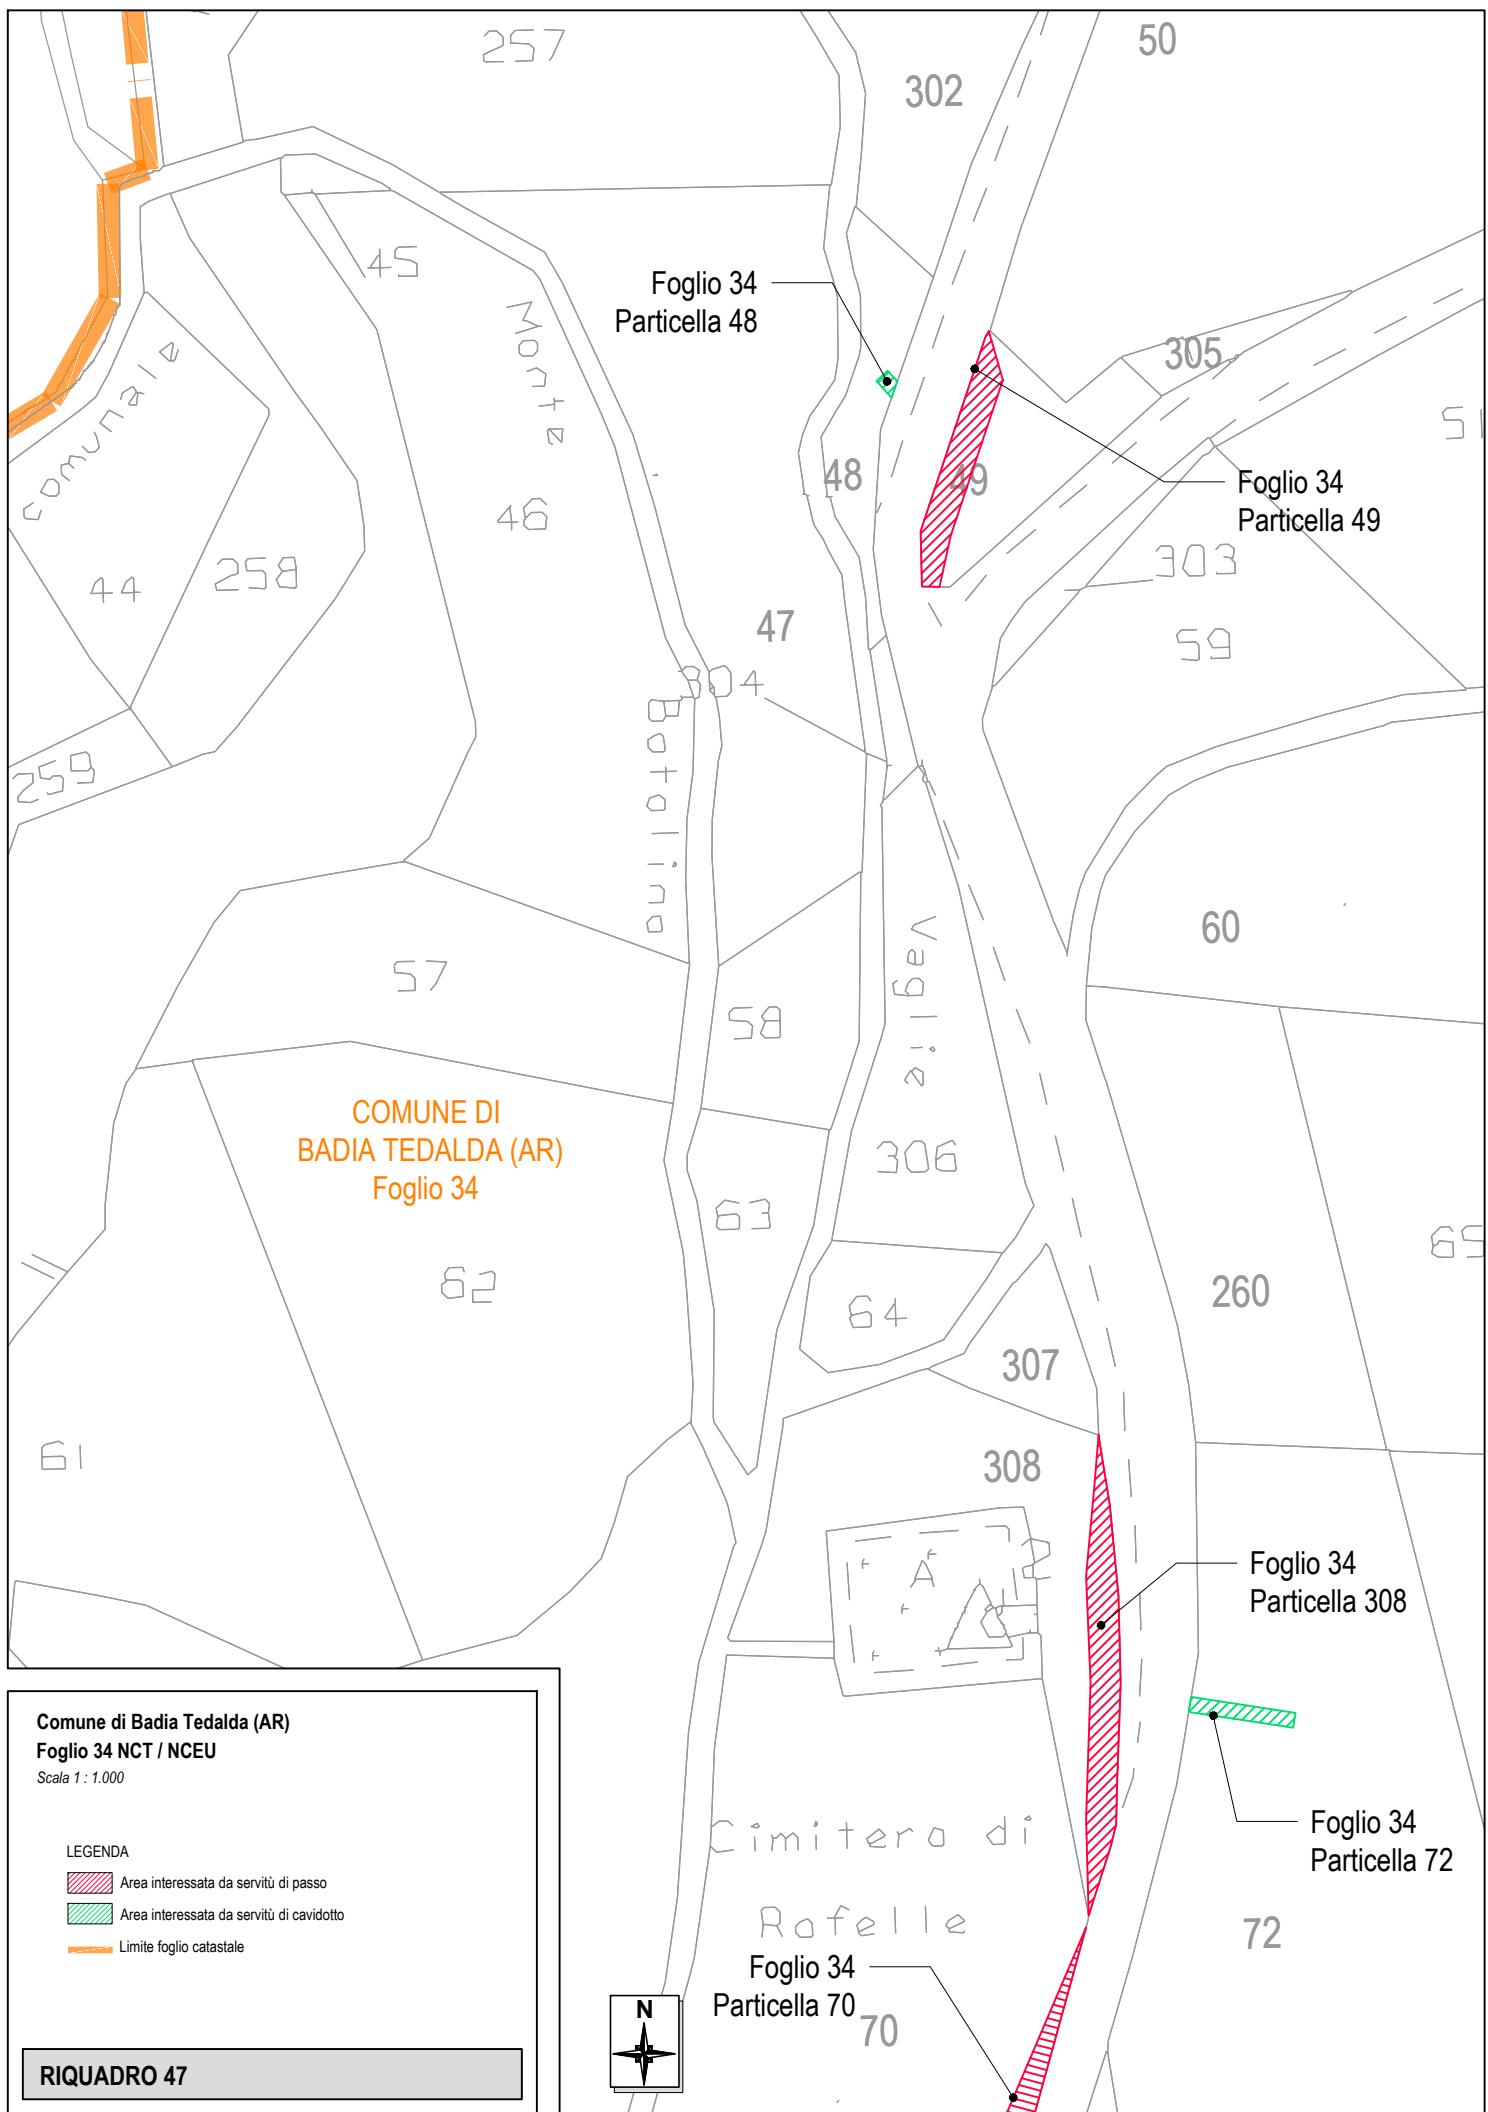 257
50
302
45
Foglio 34
Particella 48
Monte
305
comunale
51
48
49
Foglio 34
Particella 49
46
303
258
44
47
59
304
Botolino
259
60
Vaglie
57
58
COMUNE DI
BADIA TEDALDA (AR)
Foglio 34
306
63
65
62
260
64
307
61
308
A
2
Foglio 34
Particella 308
Comune di Badia Tedalda (AR)
Foglio 34 NCT / NCEU
Scala 1 : 1.000
Cimitero di
Rofelle
Foglio 34
Particella 72
LEGENDA
Area interessata da servitù di passo
Area interessata da servitù di cavidotto
Limite foglio catastale
72
Foglio 34
Particella 70
70
N
RIQUADRO 47